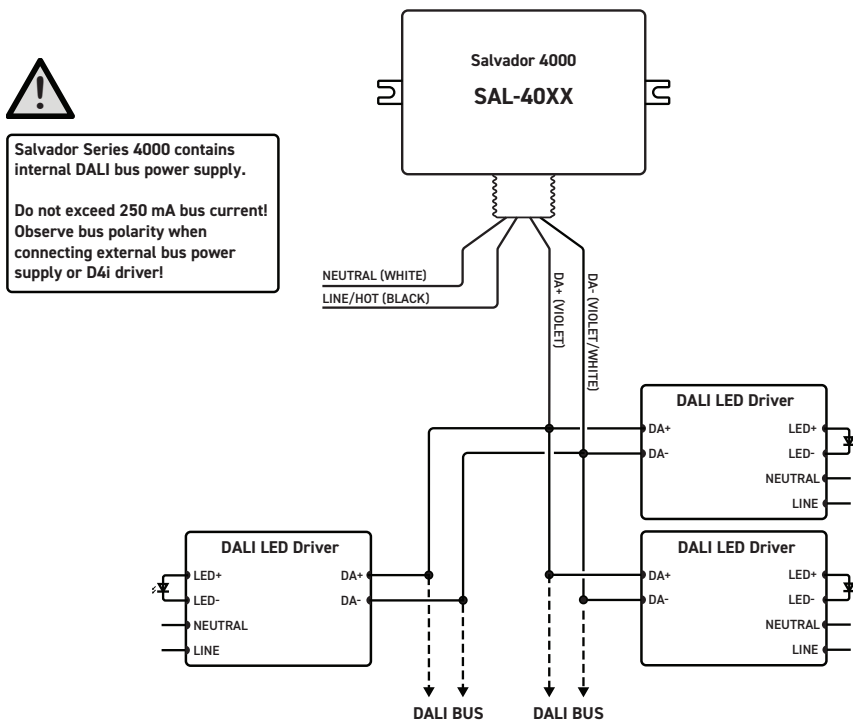 Salvador 4000
SAL-40XX
Salvador Series 4000 contains
internal DALI bus power supply.
Do not exceed 250 mA bus current!
Observe bus polarity when
connecting external bus power
supply or D4i driver!
NEUTRAL (WHITE)
LINE/HOT (BLACK)
DA+ (VIOLET)
DA- (VIOLET/WHITE)
DALI LED Driver
DA+
DA-
LED+
LED-
NEUTRAL
LINE
DALI LED Driver
LED+
LED-
NEUTRAL
LINE
DA+
DA-
DALI LED Driver
DA+
DA-
LED+
LED-
NEUTRAL
LINE
DALI BUS
DALI BUS